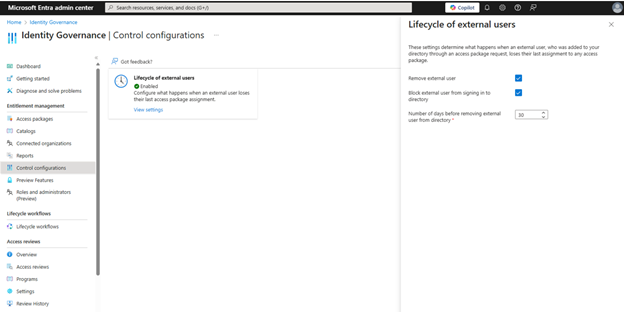 Microsoft Entra admin center
Search resources, services, and docs (G+/)
Copilot
Home > Identity Governance
Identity Governance | Control configurations ...
Dashboard
Getting started
Diagnose and solve problems
Entitlement management
Access packages
Catalogs
Connected organizations
Reports
Control configurations
Preview Features
Roles and administrators
(Preview)
Lifecycle workflows
Lifecycle workflows
Access reviews
Overview
Access reviews
Programs
Settings
Review History
Got feedback?
Lifecycle of external users
Enabled
Configure what happens when an external user loses
their last access package assignment.
View settings
Lifecycle of external users
These settings determine what happens when an external user, who was added to your
directory through an access package request, loses their last assignment to any access
package.
Remove external user
Block external user from signing in to
directory
Number of days before removing external
user from directory *
30